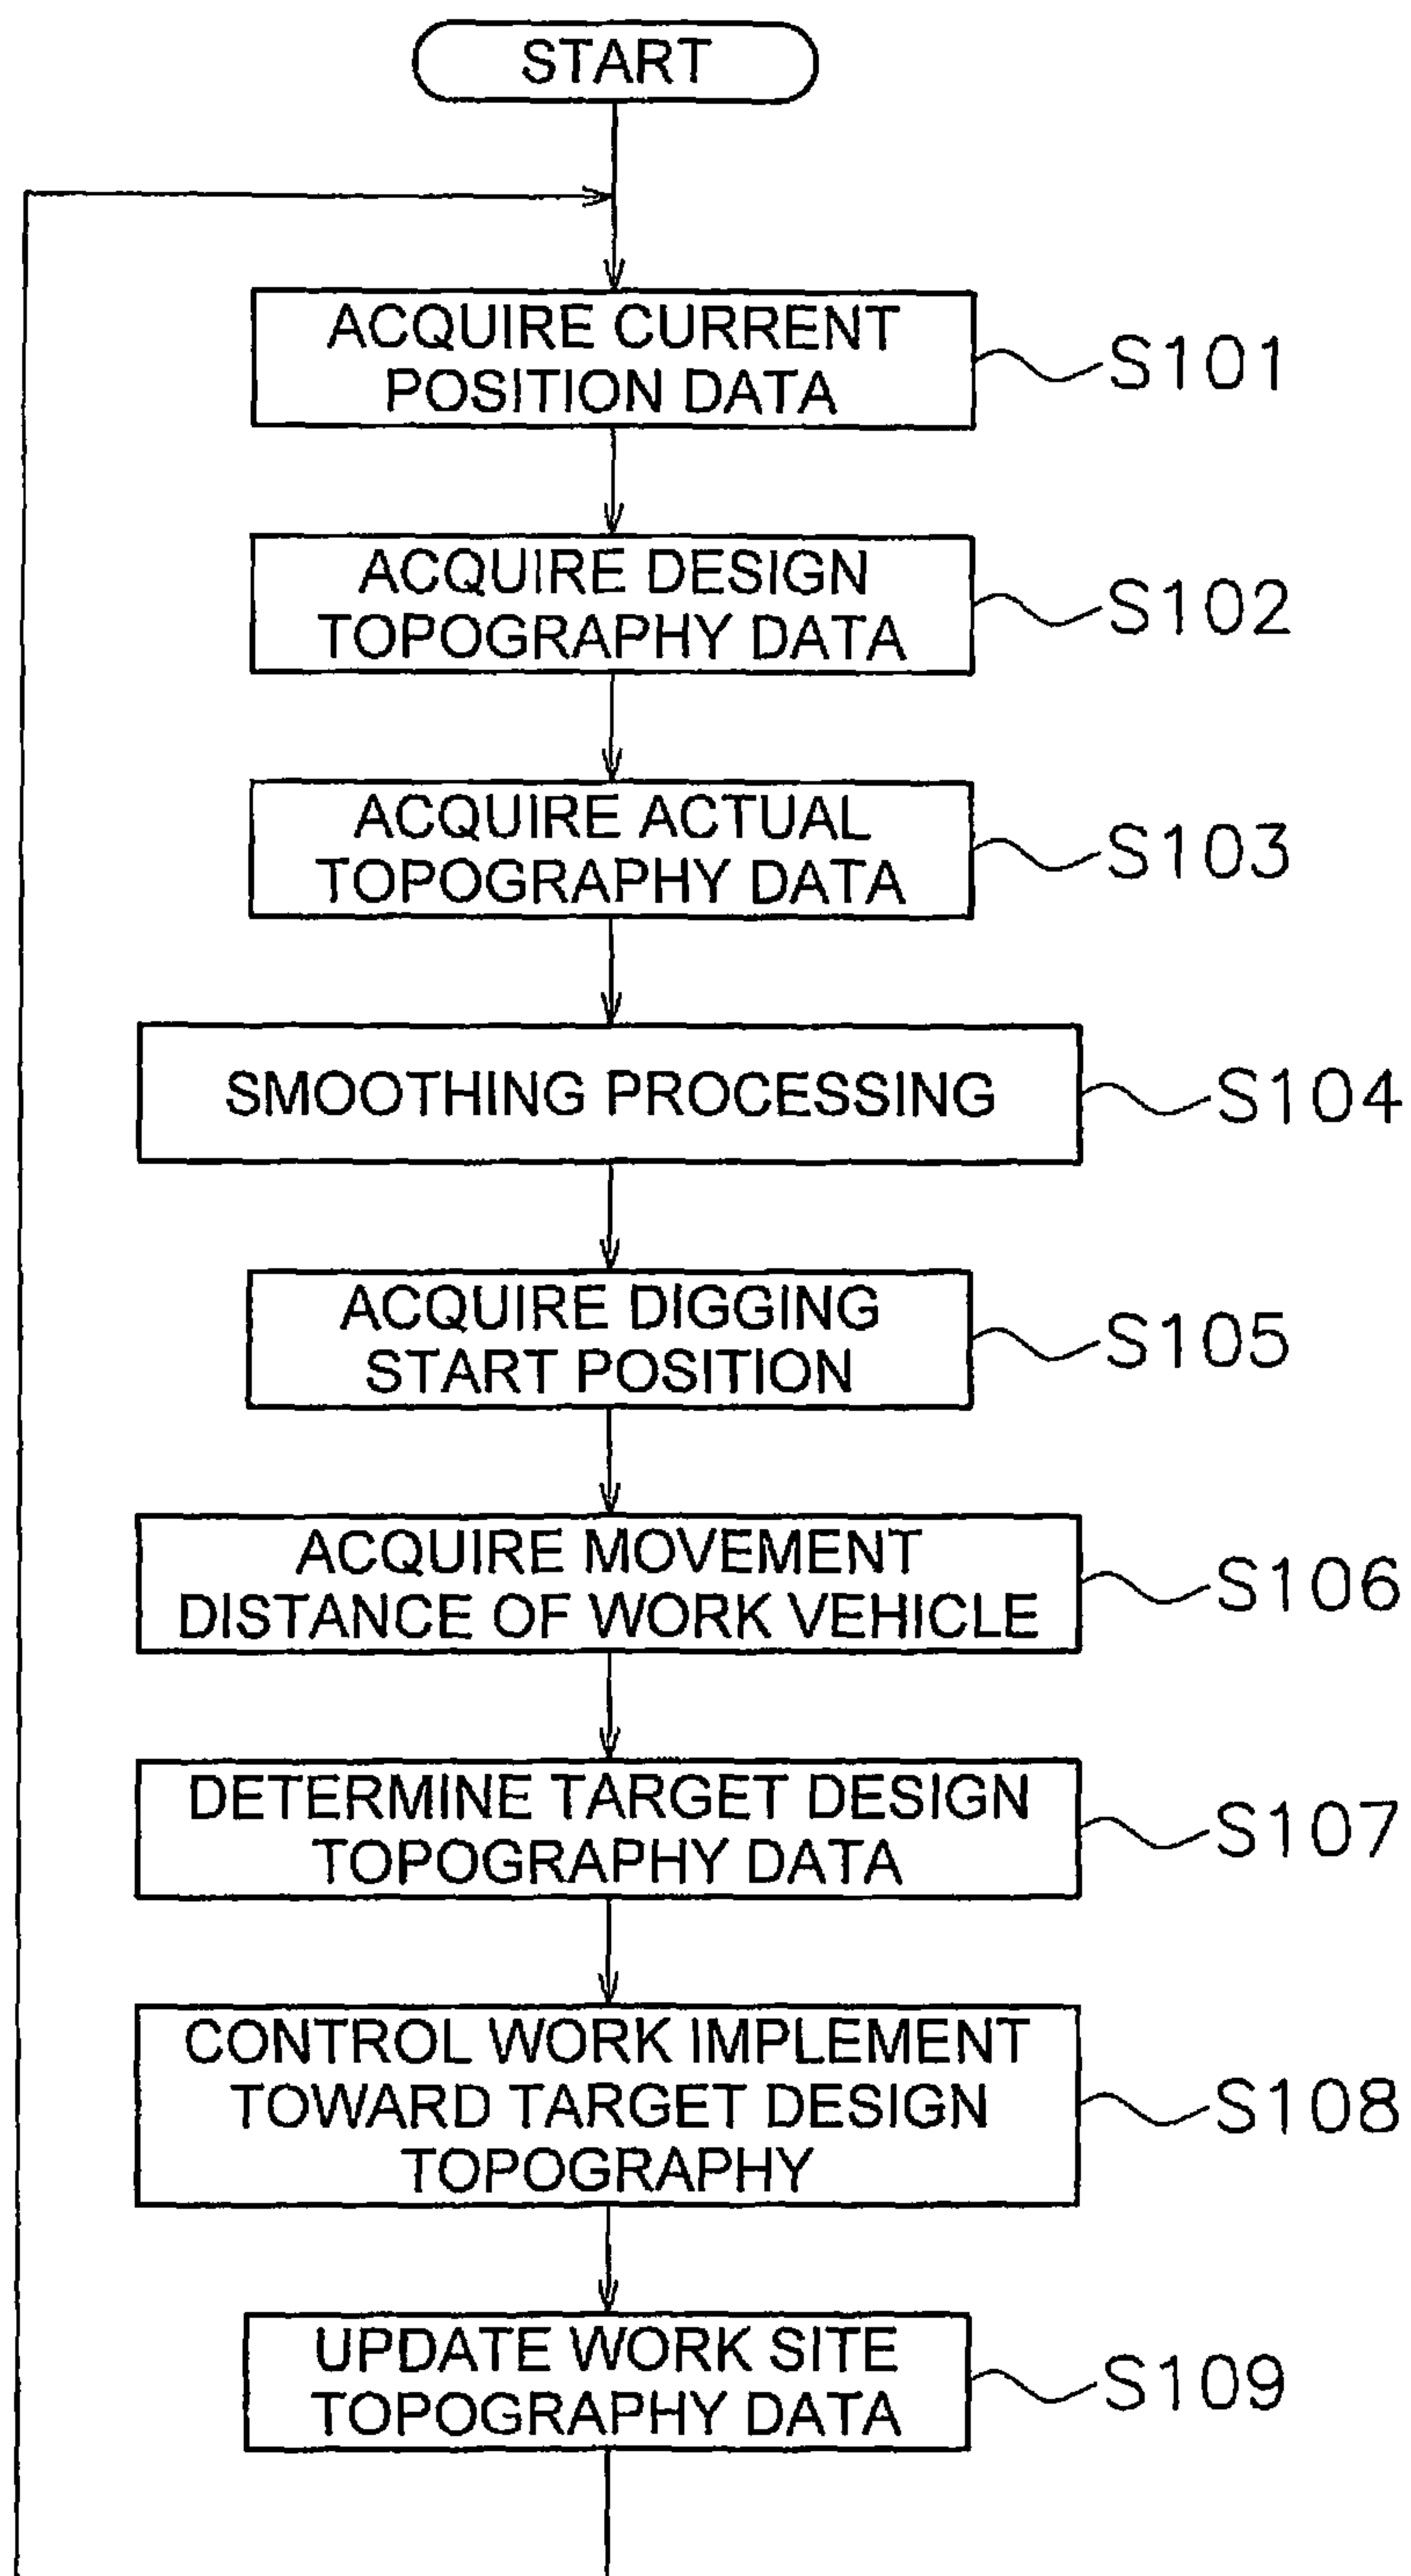 START
ACQUIRE CURRENT
POSITION DATA
S101
ACQUIRE DESIGN
TOPOGRAPHY DATA
S102
ACQUIRE ACTUAL
TOPOGRAPHY DATA
S103
SMOOTHING PROCESSING
S104
ACQUIRE DIGGING
START POSITION
S105
ACQUIRE MOVEMENT
DISTANCE OF WORK VEHICLE
S106
DETERMINE TARGET DESIGN
TOPOGRAPHY DATA
S107
CONTROL WORK IMPLEMENT
TOWARD TARGET DESIGN
TOPOGRAPHY
S108
UPDATE WORK SITE
TOPOGRAPHY DATA
S109